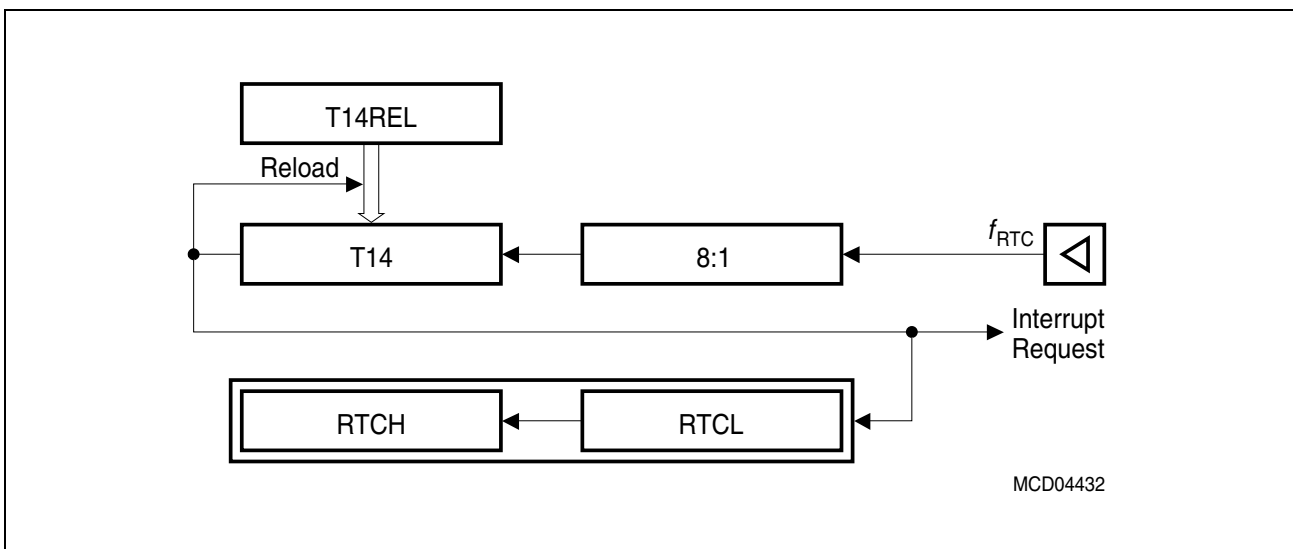 T14REL
Reload
T14
8:1
fRTC
Interrupt
Request
RTCH
RTCL
MCD04432